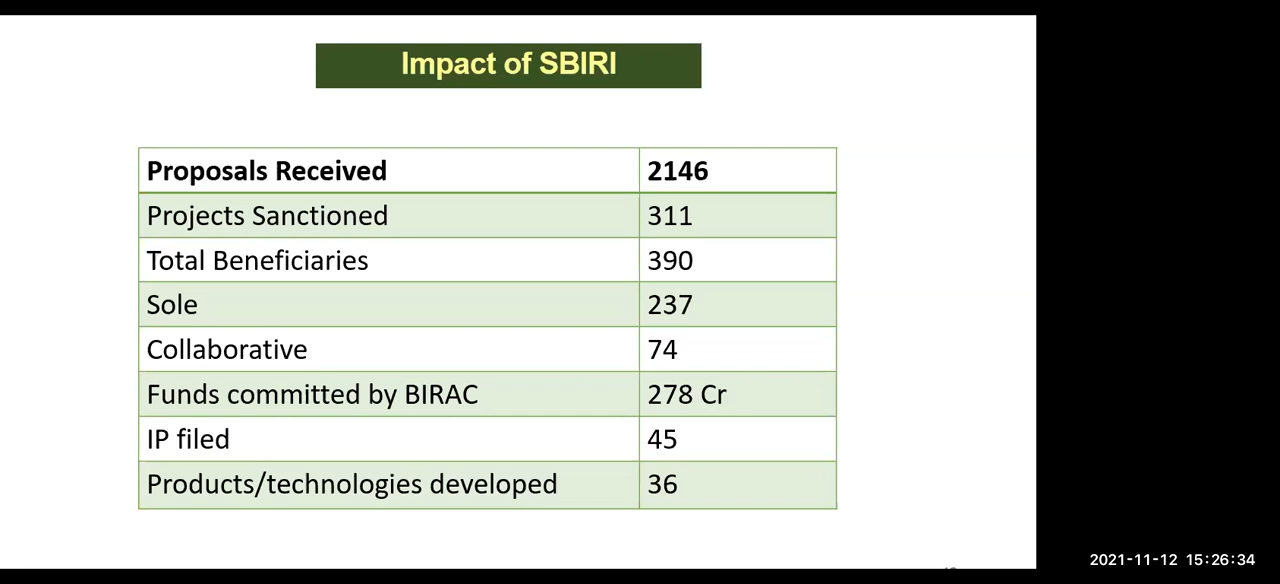 Impact of SBIRI
Proposals Received 2146
Projects Sanctioned 311
Total Beneficiaries 390
Sole 237
Collaborative 74
Funds committed by BIRAC 278 Cr
IP filed 45
Products/technologies developed 36
2021-11-12 15:26:34